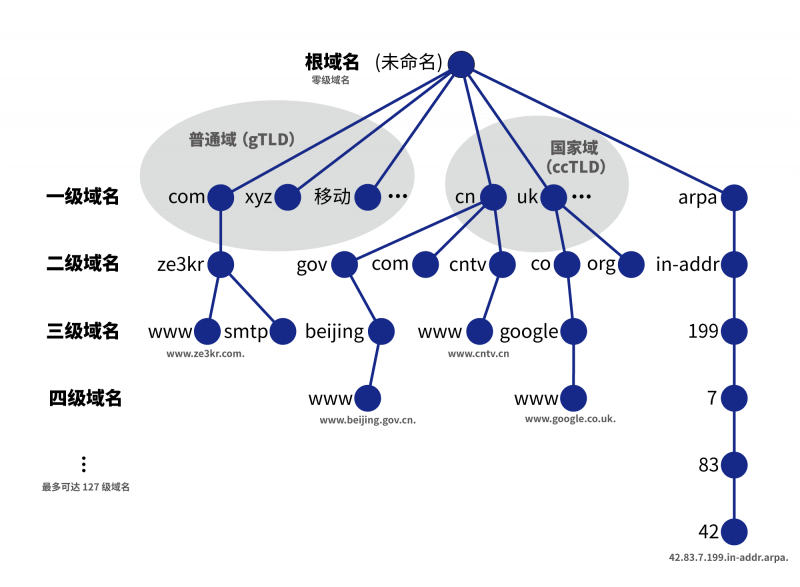 根域名 (未命名)
零级域名
普通域 (gTLD)
国家域
(ccTLD)
一级域名 com xyz 移动 ••• cn uk ••• arpa
二级域名 ze3kr gov com cntv co org in-addr
三级域名 www smtp beijing www google 199
www.ze3kr.com. www.cntv.cn
四级域名 www www 7
www.beijing.gov.cn. www.google.co.uk.
⋮ 83
最多可达 127 级域名
42
42.83.7.199.in-addr.arpa.